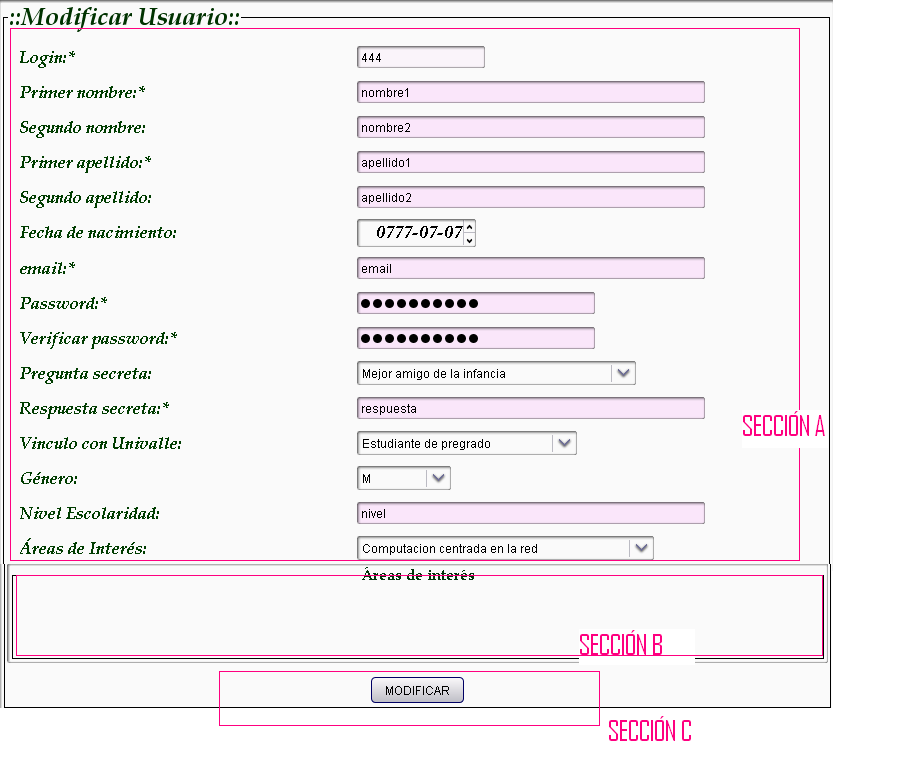 ::Modificar Usuario::
Login:* 444
Primer nombre:* nombre1
Segundo nombre: nombre2
Primer apellido:* apellido1
Segundo apellido: apellido2
Fecha de nacimiento: 0777-07-07
email:* email
Password:* ●●●●●●●●●●
Verificar password:* ●●●●●●●●●●
Pregunta secreta: Mejor amigo de la infancia
Respuesta secreta:* respuesta
SECCIÓN A
Vinculo con Univalle: Estudiante de pregrado
Género: M
Nivel Escolaridad: nivel
Áreas de Interés: Computacion centrada en la red
Áreas de interés
SECCIÓN B
MODIFICAR
SECCIÓN C